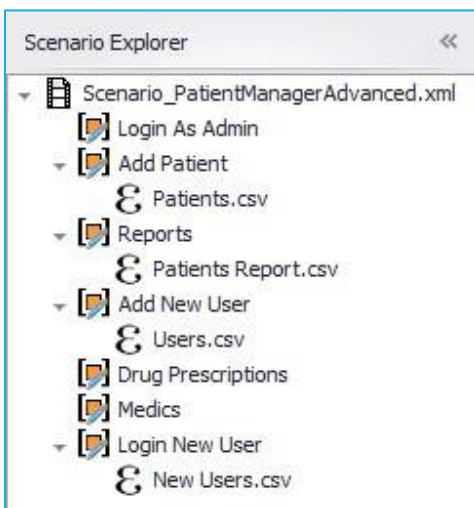 Scenario Explorer
Scenario_PatientManagerAdvanced.xml
Login As Admin
Add Patient
Patients.csv
Reports
Patients Report.csv
Add New User
Users.csv
Drug Prescriptions
Medics
Login New User
New Users.csv